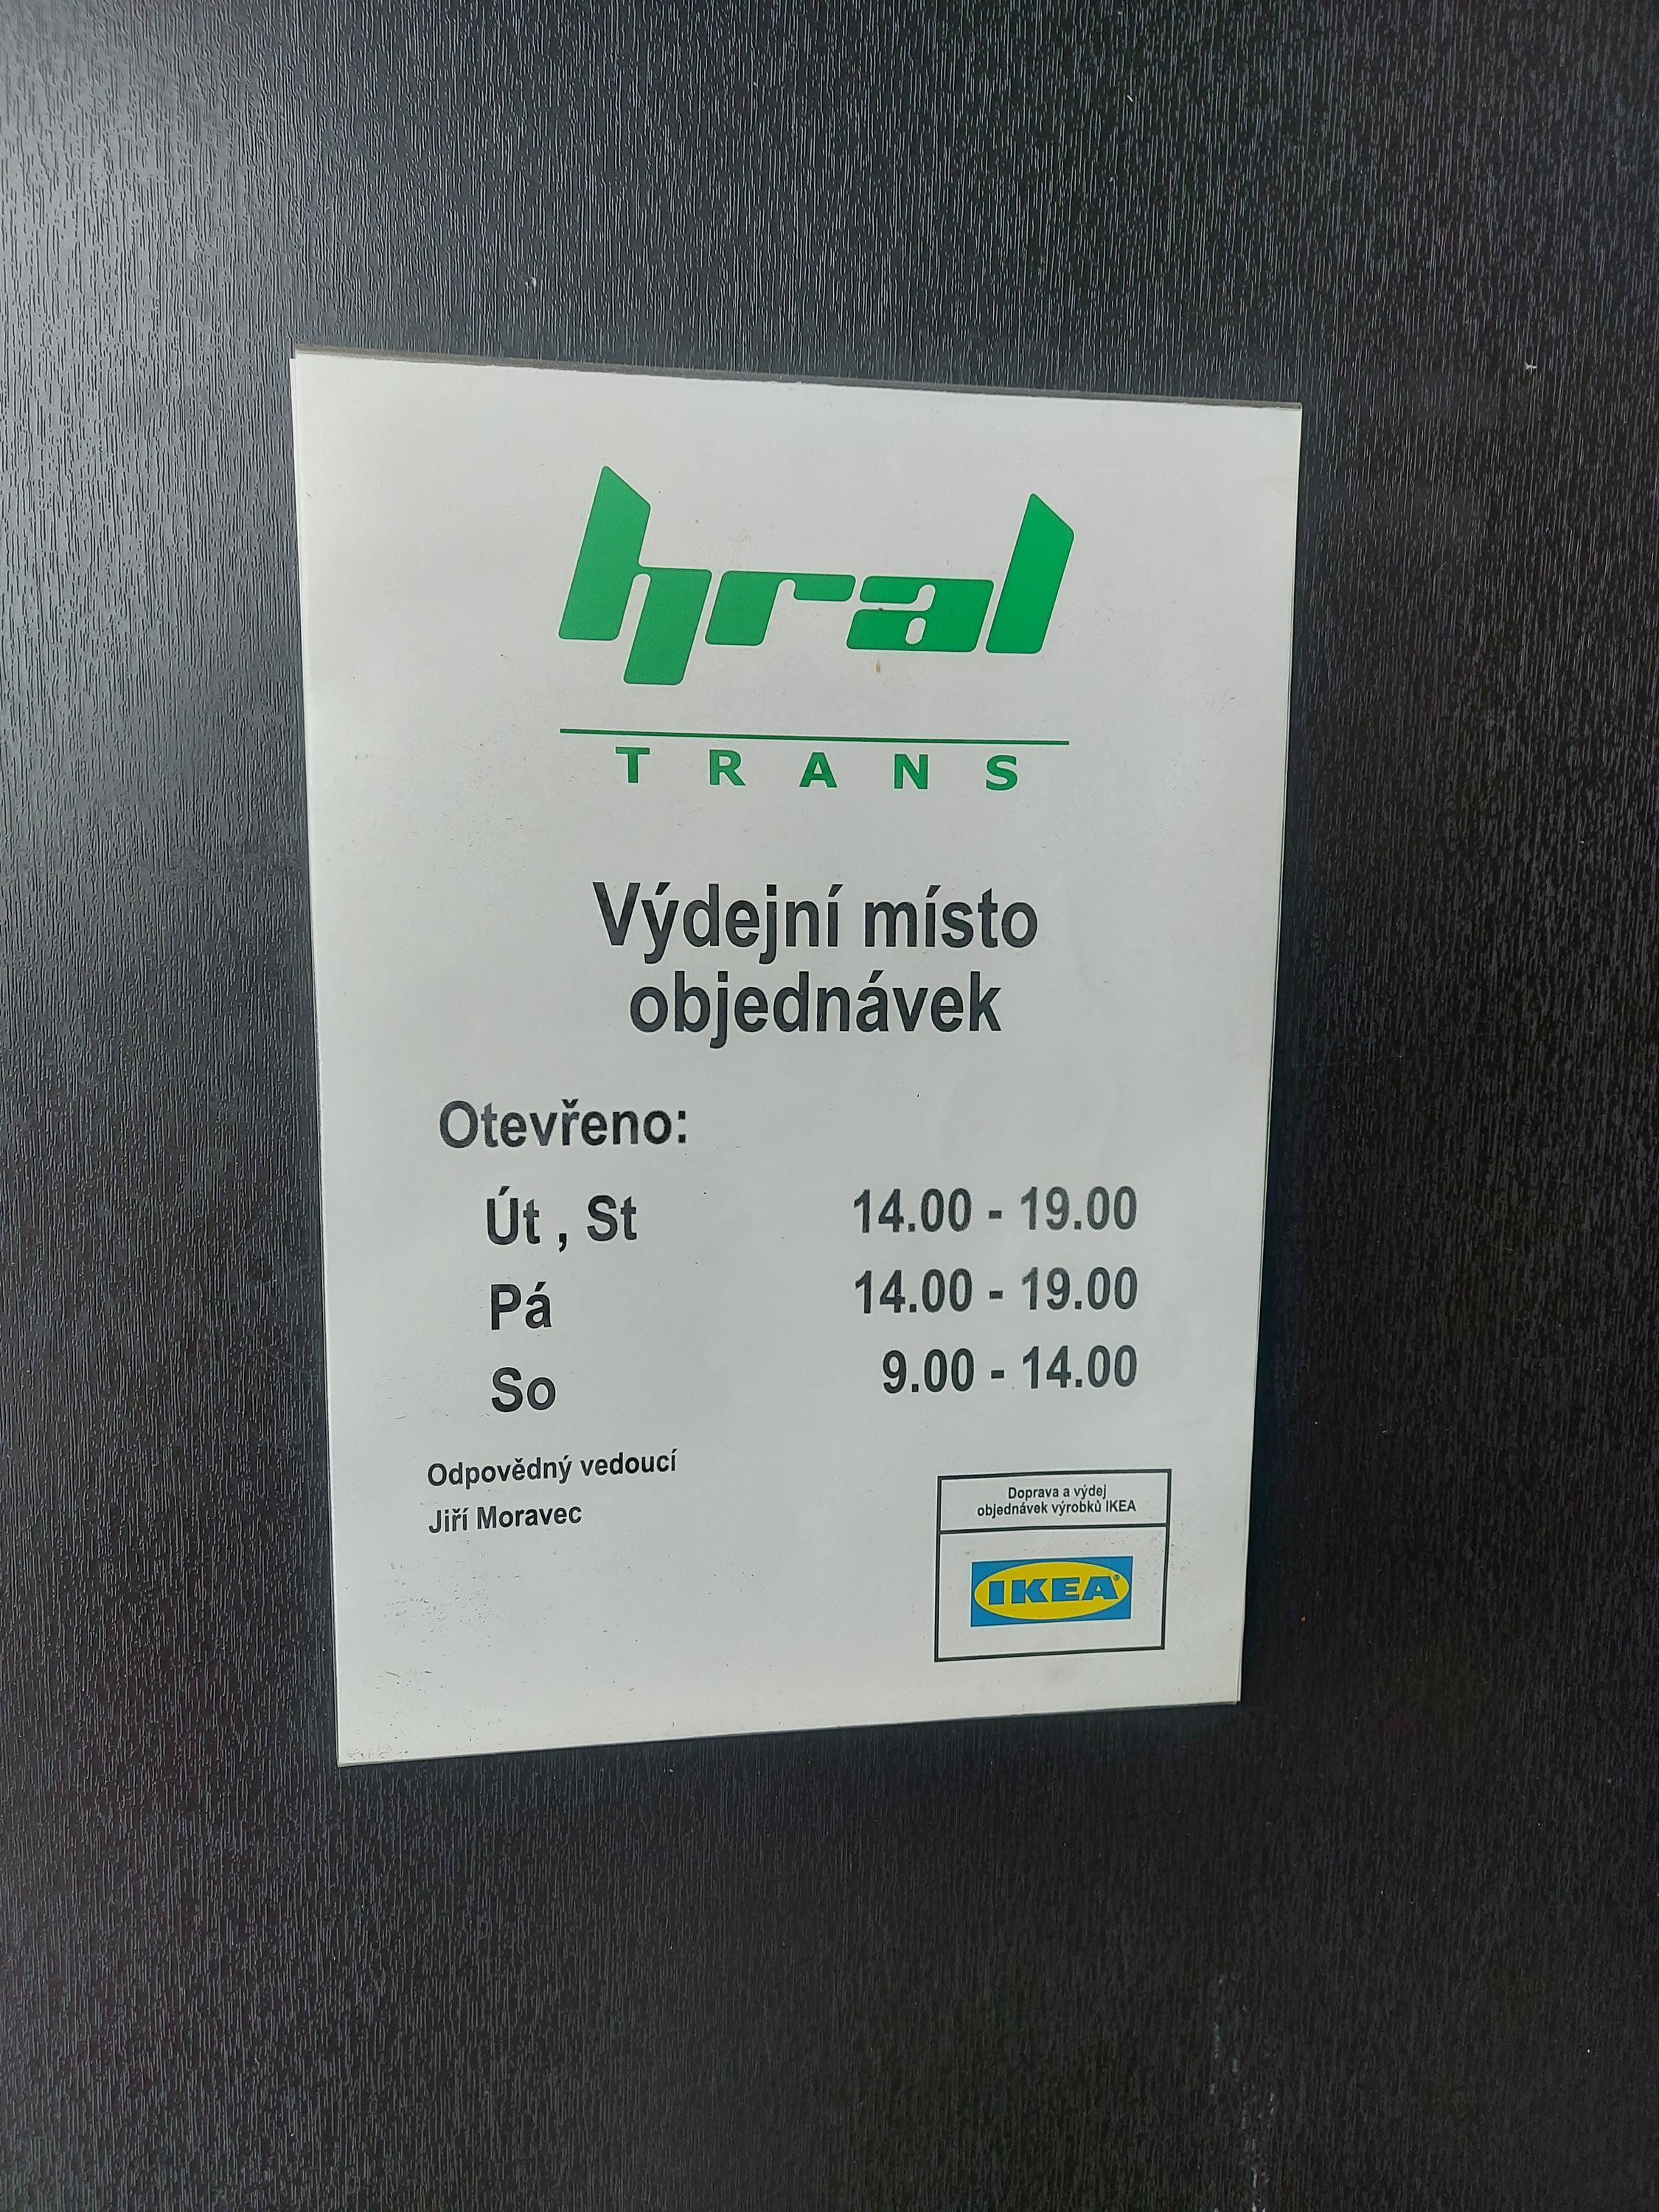 hral
TRANS
Výdejní místo
objednávek
Otevřeno:
Út , St 14.00 - 19.00
Pá 14.00 - 19.00
So 9.00 - 14.00
Odpovědný vedoucí
Jiří Moravec
Doprava a výdej
objednávek výrobků IKEA
IKEA®